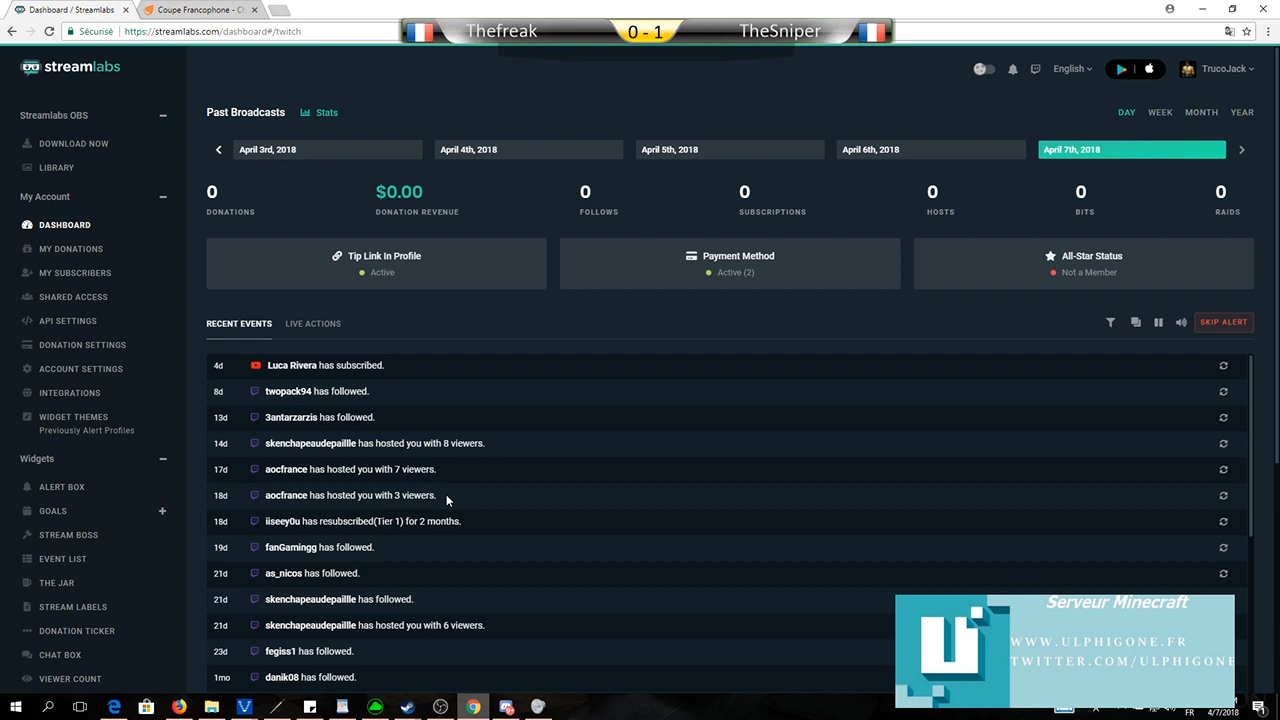 Dashboard / Streamlabs
Coupe Francophone - C
Thefreak
0 - 1
TheSniper
Sécurisé
https://streamlabs.com/dashboard#/twitch
streamlabs
English
TrucoJack
Streamlabs OBS
DOWNLOAD NOW
LIBRARY
My Account
DASHBOARD
MY DONATIONS
MY SUBSCRIBERS
SHARED ACCESS
API SETTINGS
DONATION SETTINGS
ACCOUNT SETTINGS
INTEGRATIONS
WIDGET THEMES
Previously Alert Profiles
Widgets
ALERT BOX
GOALS
STREAM BOSS
EVENT LIST
THE JAR
STREAM LABELS
DONATION TICKER
CHAT BOX
VIEWER COUNT
Past Broadcasts
Stats
DAY WEEK MONTH YEAR
April 3rd, 2018
April 4th, 2018
April 5th, 2018
April 6th, 2018
April 7th, 2018
0 $0.00 0 0 0 0 0
DONATIONS DONATION REVENUE FOLLOWS SUBSCRIPTIONS HOSTS BITS RAIDS
Tip Link In Profile
Active
Payment Method
Active (2)
All-Star Status
Not a Member
RECENT EVENTS LIVE ACTIONS
SKIP ALERT
4d Luca Rivera has subscribed.
8d twopack94 has followed.
13d 3antarzarzis has followed.
14d skenchapeaudepaillle has hosted you with 8 viewers.
17d aocfrance has hosted you with 7 viewers.
18d aocfrance has hosted you with 3 viewers.
18d iiseey0u has resubscribed(Tier 1) for 2 months.
19d fanGamingg has followed.
21d as_nicos has followed.
21d skenchapeaudepaillle has followed.
21d skenchapeaudepaillle has hosted you with 6 viewers.
23d fegiss1 has followed.
1mo danik08 has followed.
Serveur Minecraft
WWW.ULPHIGONE.FR
TWITTER.COM/ULPHIGONE
FR
4/7/2018